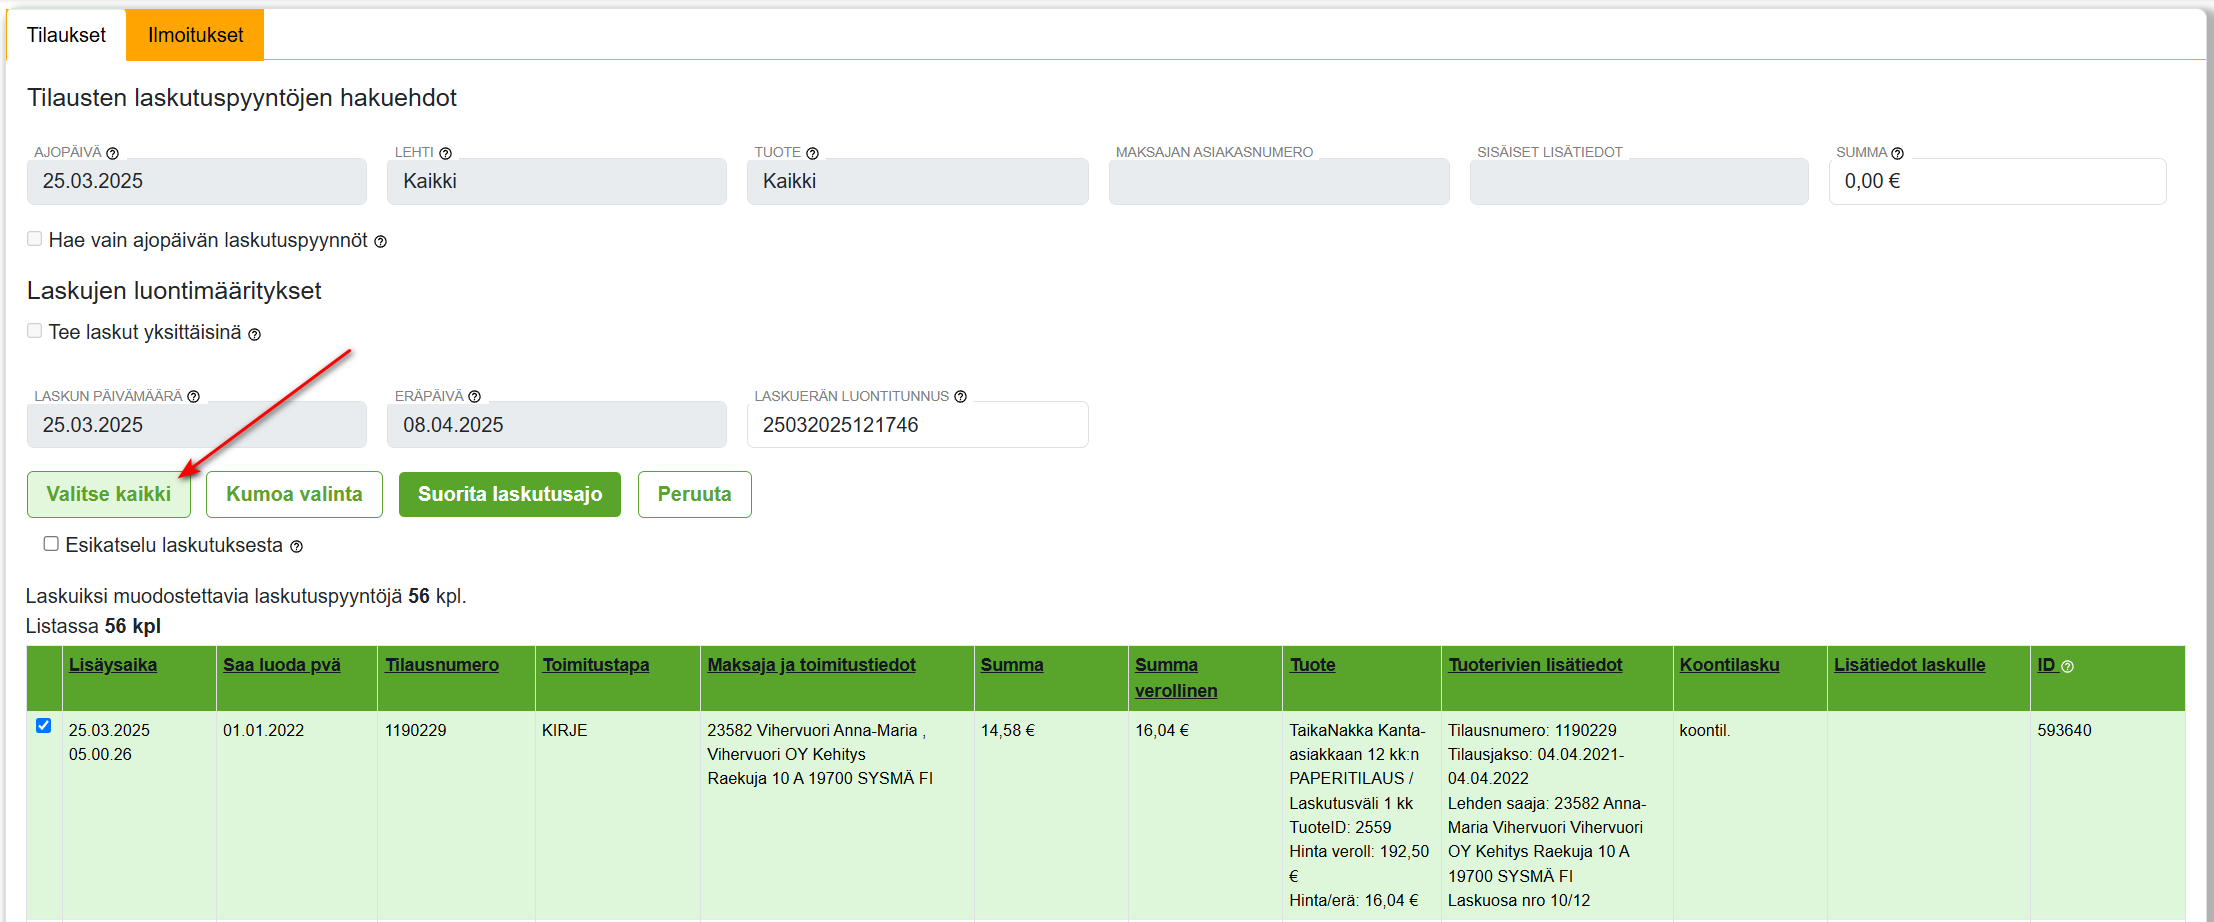 Tilaukset
Ilmoitukset
Tilausten laskutuspyyntöjen hakuehdot
AJOPÄIVÄ
LEHTI
TUOTE
MAKSAJAN ASIAKASNUMERO
SISÄISET LISÄTIEDOT
SUMMA
25.03.2025
Kaikki
Kaikki
0,00 €
Hae vain ajopäivän laskutuspyynnöt
Laskujen luontimääritykset
Tee laskut yksittäisinä
LASKUN PÄIVÄMÄÄRÄ
ERÄPÄIVÄ
LASKUERÄN LUONTITUNNUS
25.03.2025
08.04.2025
25032025121746
Valitse kaikki
Kumoa valinta
Suorita laskutusajo
Peruuta
Esikatselu laskutuksesta
Laskuiksi muodostettavia laskutuspyyntöjä 56 kpl.
Listassa 56 kpl
Lisäysaika
Saa luoda pvä
Tilausnumero
Toimitustapa
Maksaja ja toimitustiedot
Summa
Summa
verollinen
Tuote
Tuoterivien lisätiedot
Koontilasku
Lisätiedot laskulle
ID
25.03.2025
05.00.26
01.01.2022
1190229
KIRJE
23582 Vihervuori Anna-Maria ,
Vihervuori OY Kehitys
Raekuja 10 A 19700 SYSMÄ FI
14,58 €
16,04 €
TaikaNakka Kanta-
asiakkaan 12 kk:n
PAPERITILAUS /
Laskutusväli 1 kk
TuoteID: 2559
Hinta veroll: 192,50
€
Hinta/erä: 16,04 €
Tilausnumero: 1190229
Tilausjakso: 04.04.2021-
04.04.2022
Lehden saaja: 23582 Anna-
Maria Vihervuori Vihervuori
OY Kehitys Raekuja 10 A
19700 SYSMÄ FI
Laskuosa nro 10/12
koontil.
593640